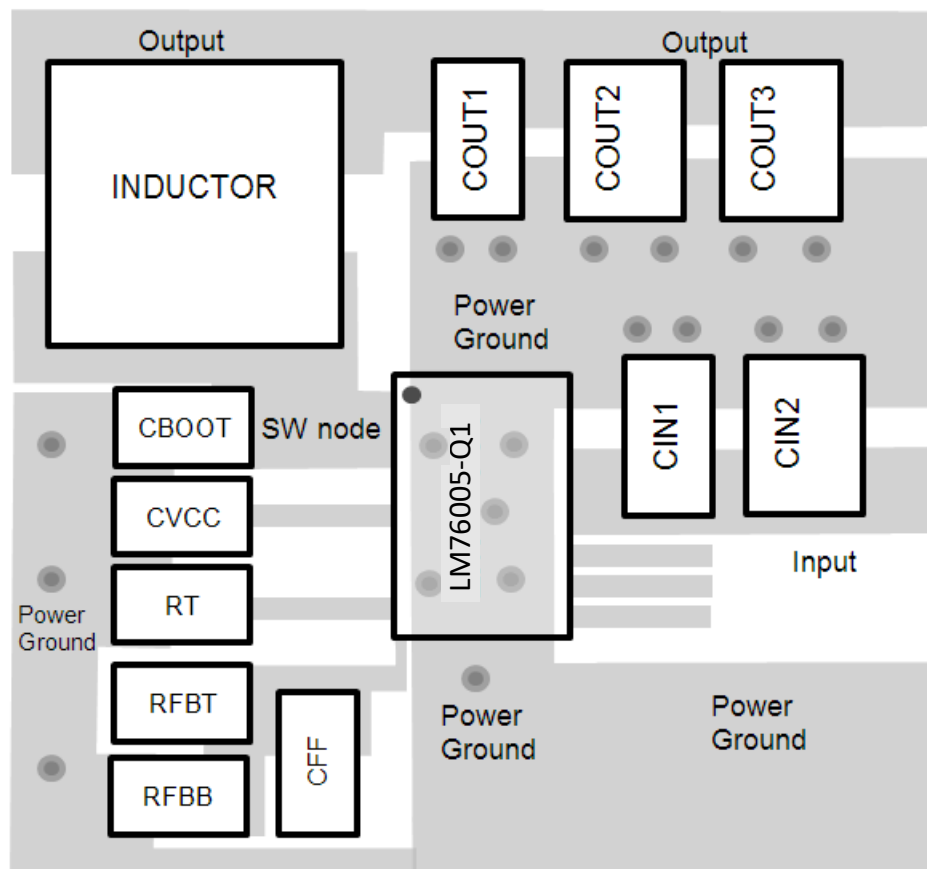 Output
Output
INDUCTOR
COUT1
COUT2
COUT3
Power
Ground
CBOOT
SW node
LM76005-Q1
CIN1
CIN2
CVCC
Input
RT
Power
Ground
RFBT
CFF
Power
Ground
Power
Ground
RFBB